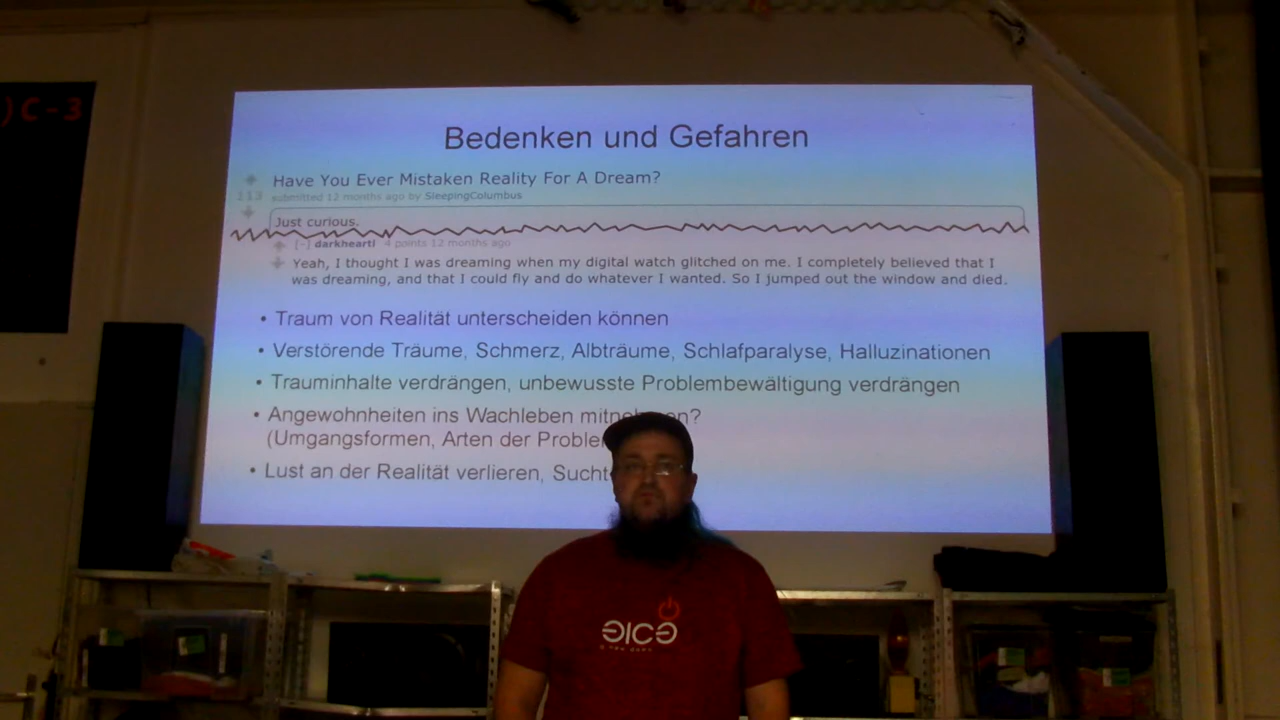 )C-3
Bedenken und Gefahren
Have You Ever Mistaken Reality For A Dream?
113 submitted 12 months ago by SleepingColumbus
Just curious.
[-] darkhearti 4 points 12 months ago
Yeah, I thought I was dreaming when my digital watch glitched on me. I completely believed that I
was dreaming, and that I could fly and do whatever I wanted. So I jumped out the window and died.
• Traum von Realität unterscheiden können
• Verstörende Träume, Schmerz, Albträume, Schlafparalyse, Halluzinationen
• Trauminhalte verdrängen, unbewusste Problembewältigung verdrängen
• Angewohnheiten ins Wachleben mitnehmen?
(Umgangsformen, Arten der
• Lust an der Realität verlieren,